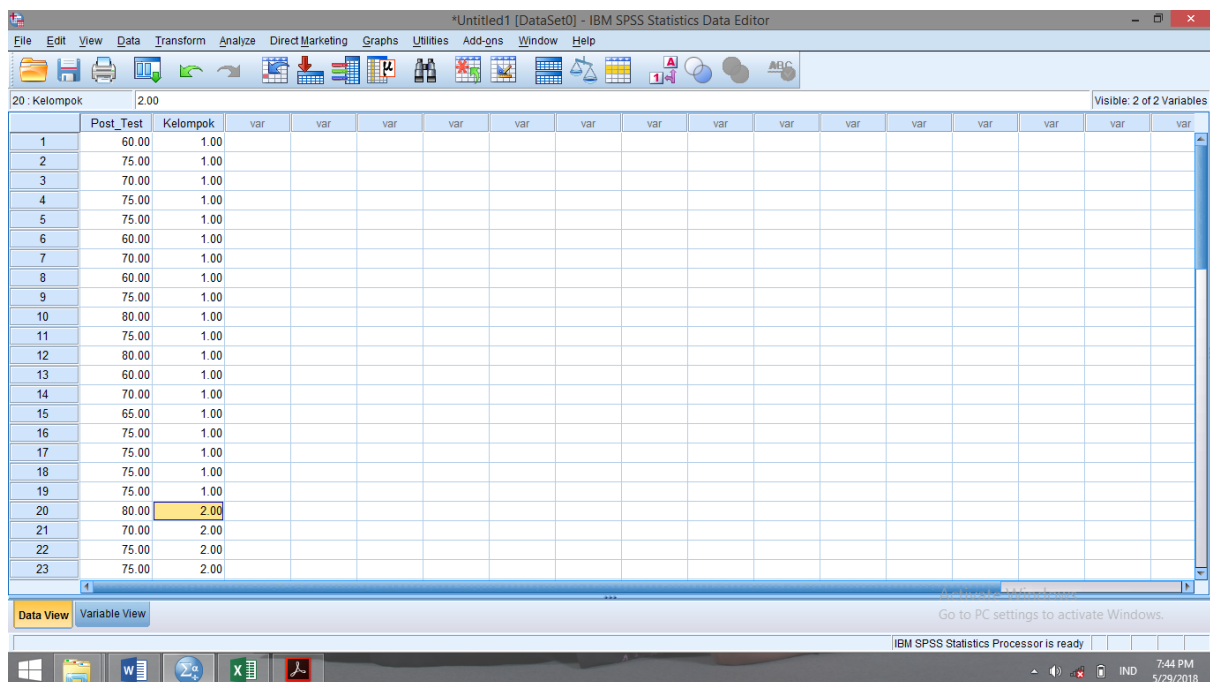 *Untitled1 [DataSet0] - IBM SPSS Statistics Data Editor
File Edit View Data Transform Analyze Direct Marketing Graphs Utilities Add-ons Window Help
20 : Kelompok 2.00 Visible: 2 of 2 Variables
Post_Test Kelompok var var var var var var var var var var var var var var var
1 60.00 1.00
2 75.00 1.00
3 70.00 1.00
4 75.00 1.00
5 75.00 1.00
6 60.00 1.00
7 70.00 1.00
8 60.00 1.00
9 75.00 1.00
10 80.00 1.00
11 75.00 1.00
12 80.00 1.00
13 60.00 1.00
14 70.00 1.00
15 65.00 1.00
16 75.00 1.00
17 75.00 1.00
18 75.00 1.00
19 75.00 1.00
20 80.00 2.00
21 70.00 2.00
22 75.00 2.00
23 75.00 2.00
Activate Windows
Data View Variable View Go to PC settings to activate Windows.
IBM SPSS Statistics Processor is ready
IND 7:44 PM
5/29/2018